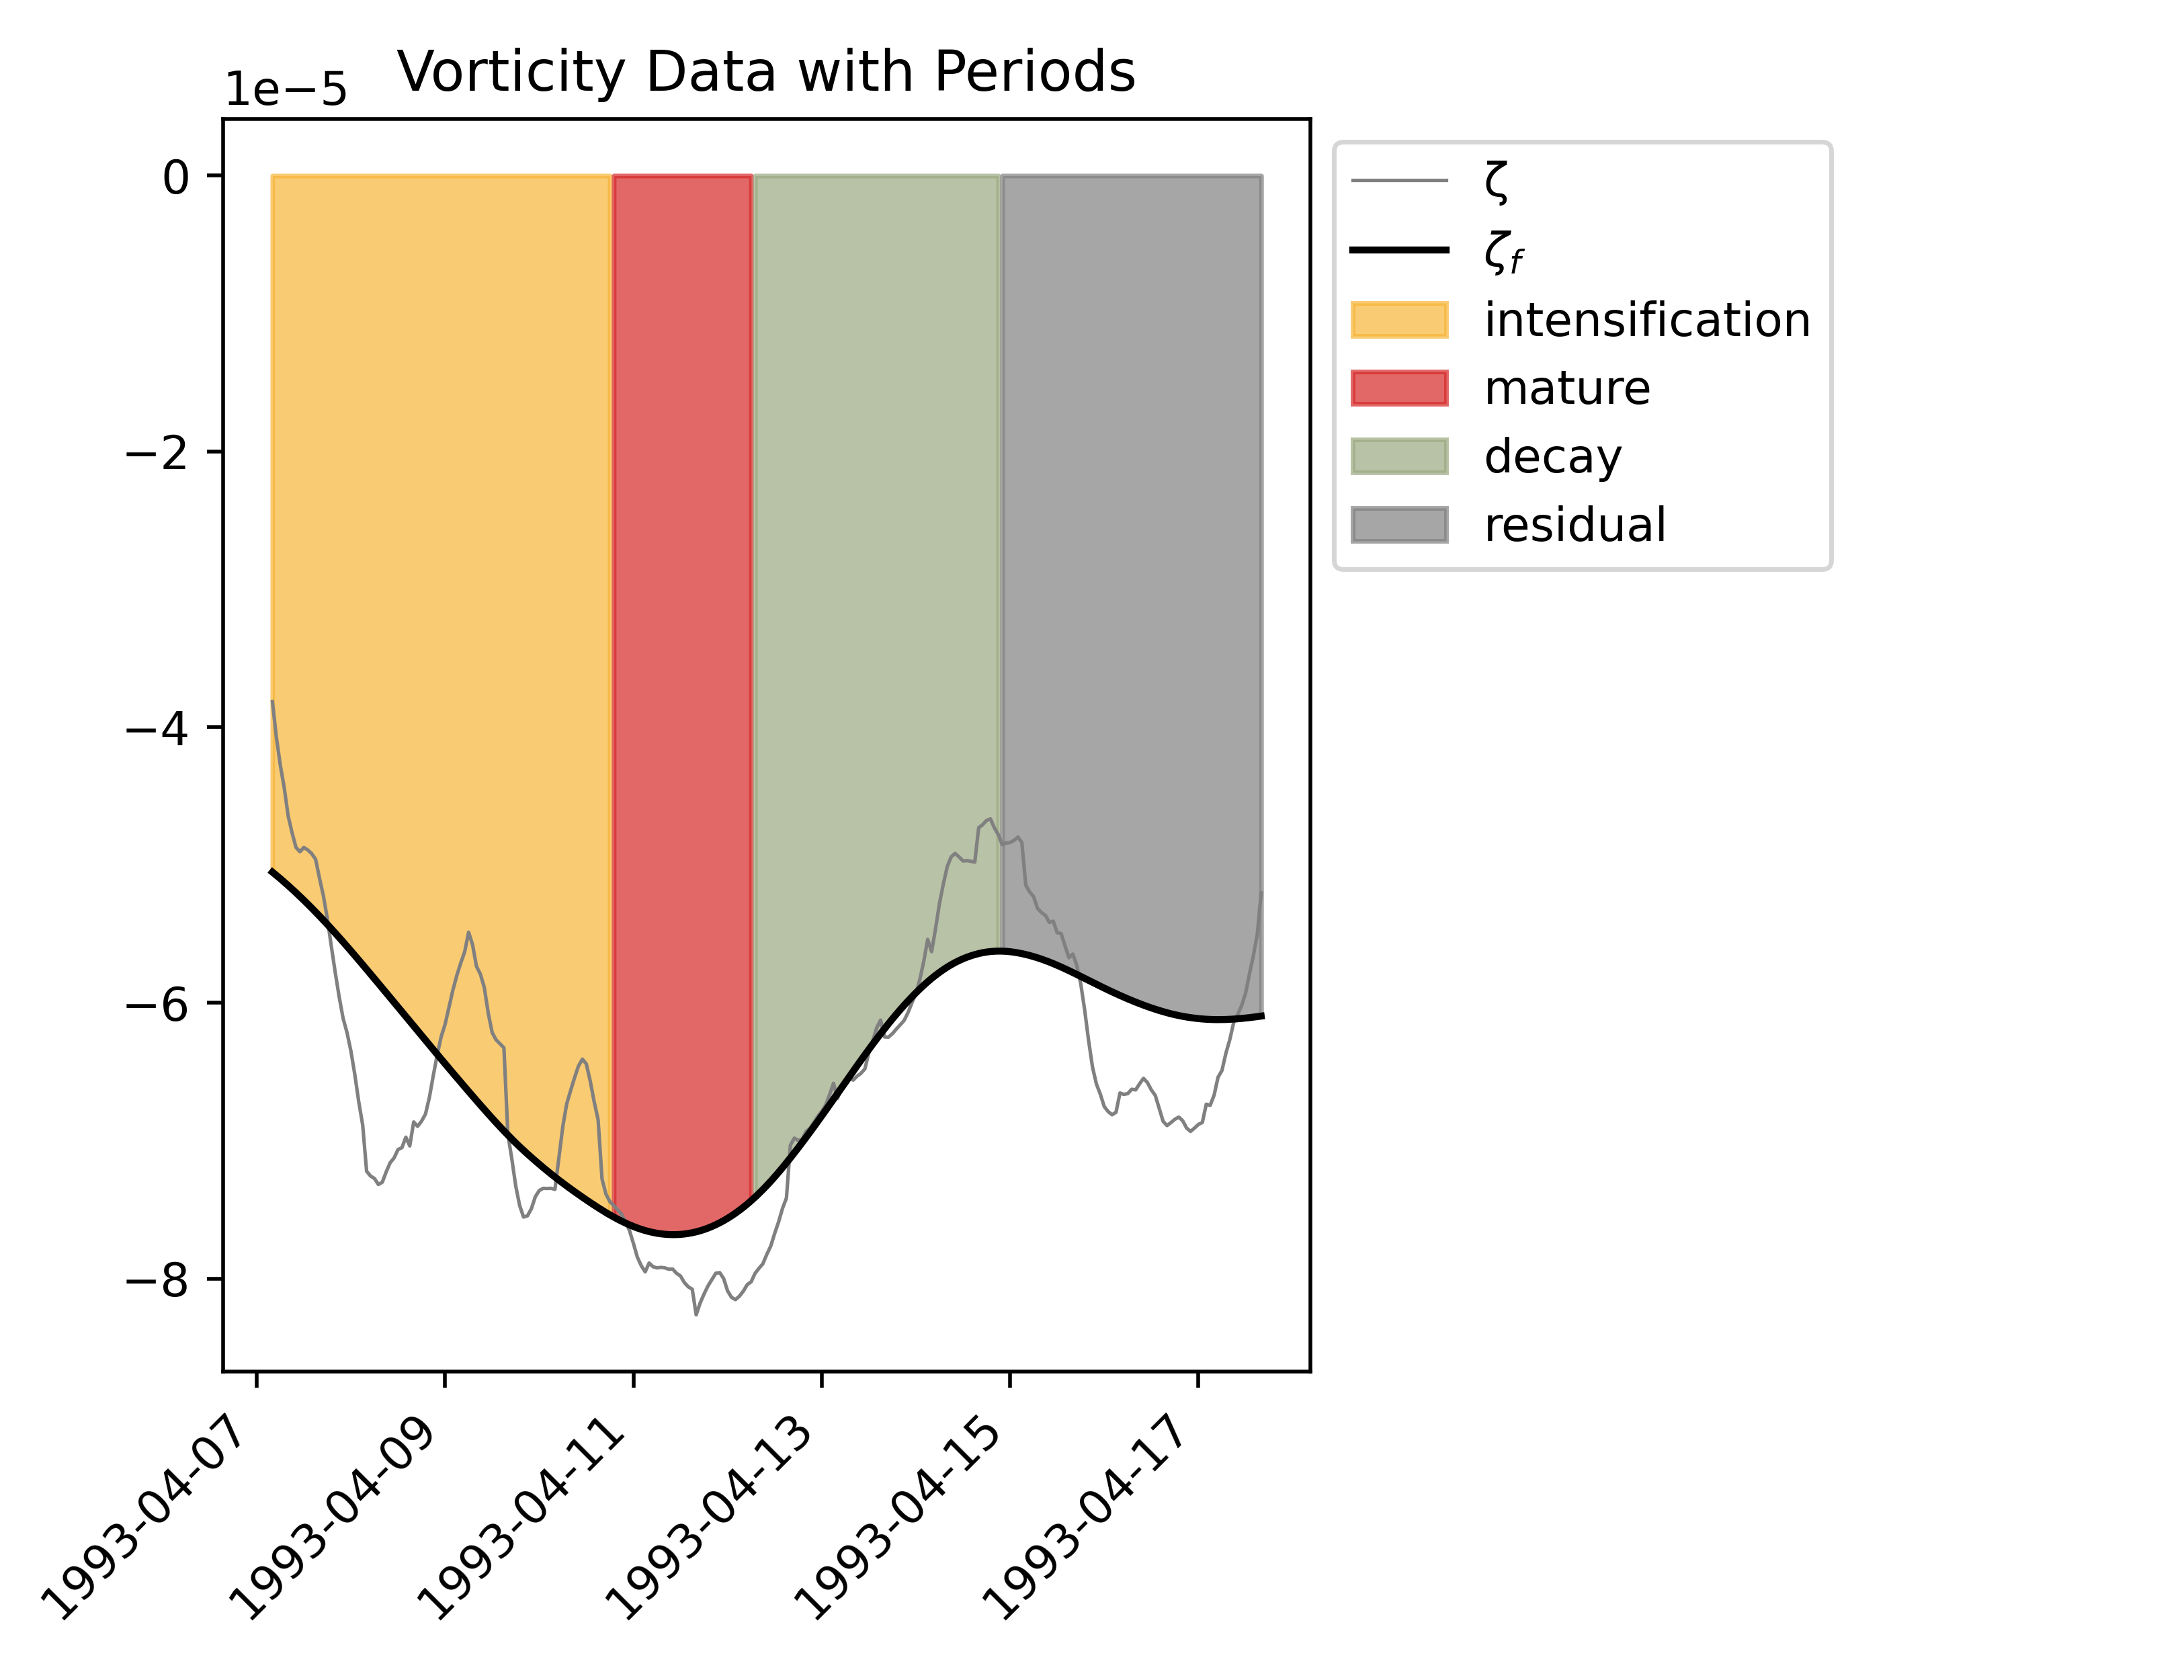 Vorticity Data with Periods
1e−5
0
−2
−4
−6
−8
1993-04-07
1993-04-09
1993-04-11
1993-04-13
1993-04-15
1993-04-17
ζ
ζf
intensification
mature
decay
residual